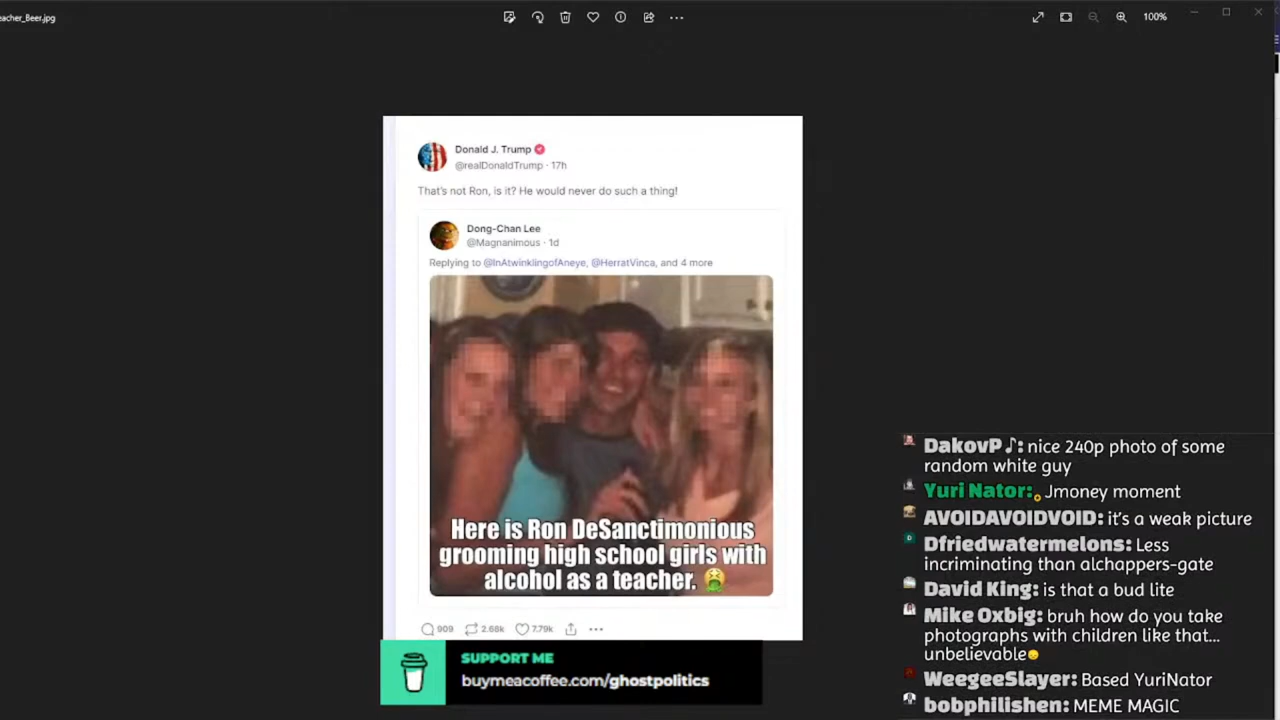 eacher_Beer.jpg
100%
Donald J. Trump
@realDonaldTrump · 17h
That's not Ron, is it? He would never do such a thing!
Dong-Chan Lee
@Magnanimous · 1d
Replying to @InAtwinklingofAneye, @HerratVinca, and 4 more
Here is Ron DeSanctimonious
grooming high school girls with
alcohol as a teacher. 🤮
909 2.68k 7.79k
SUPPORT ME
buymeacoffee.com/ghostpolitics
DakovP♪: nice 240p photo of some
random white guy
Yuri Nator: Jmoney moment
AVOIDAVOIDVOID: it's a weak picture
Dfriedwatermelons: Less
incriminating than alchappers-gate
David King: is that a bud lite
Mike Oxbig: bruh how do you take
photographs with children like that...
unbelievable😞
WeegeeSlayer: Based YuriNator
bobphilishen: MEME MAGIC